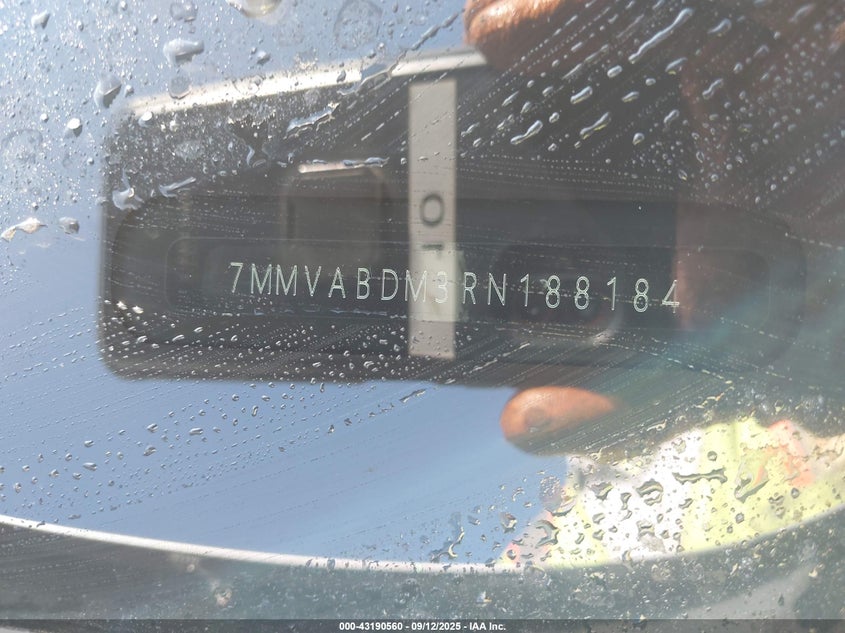 7MMVABDM3RN188184
000-43190560 - 09/12/2025 - IAA Inc.